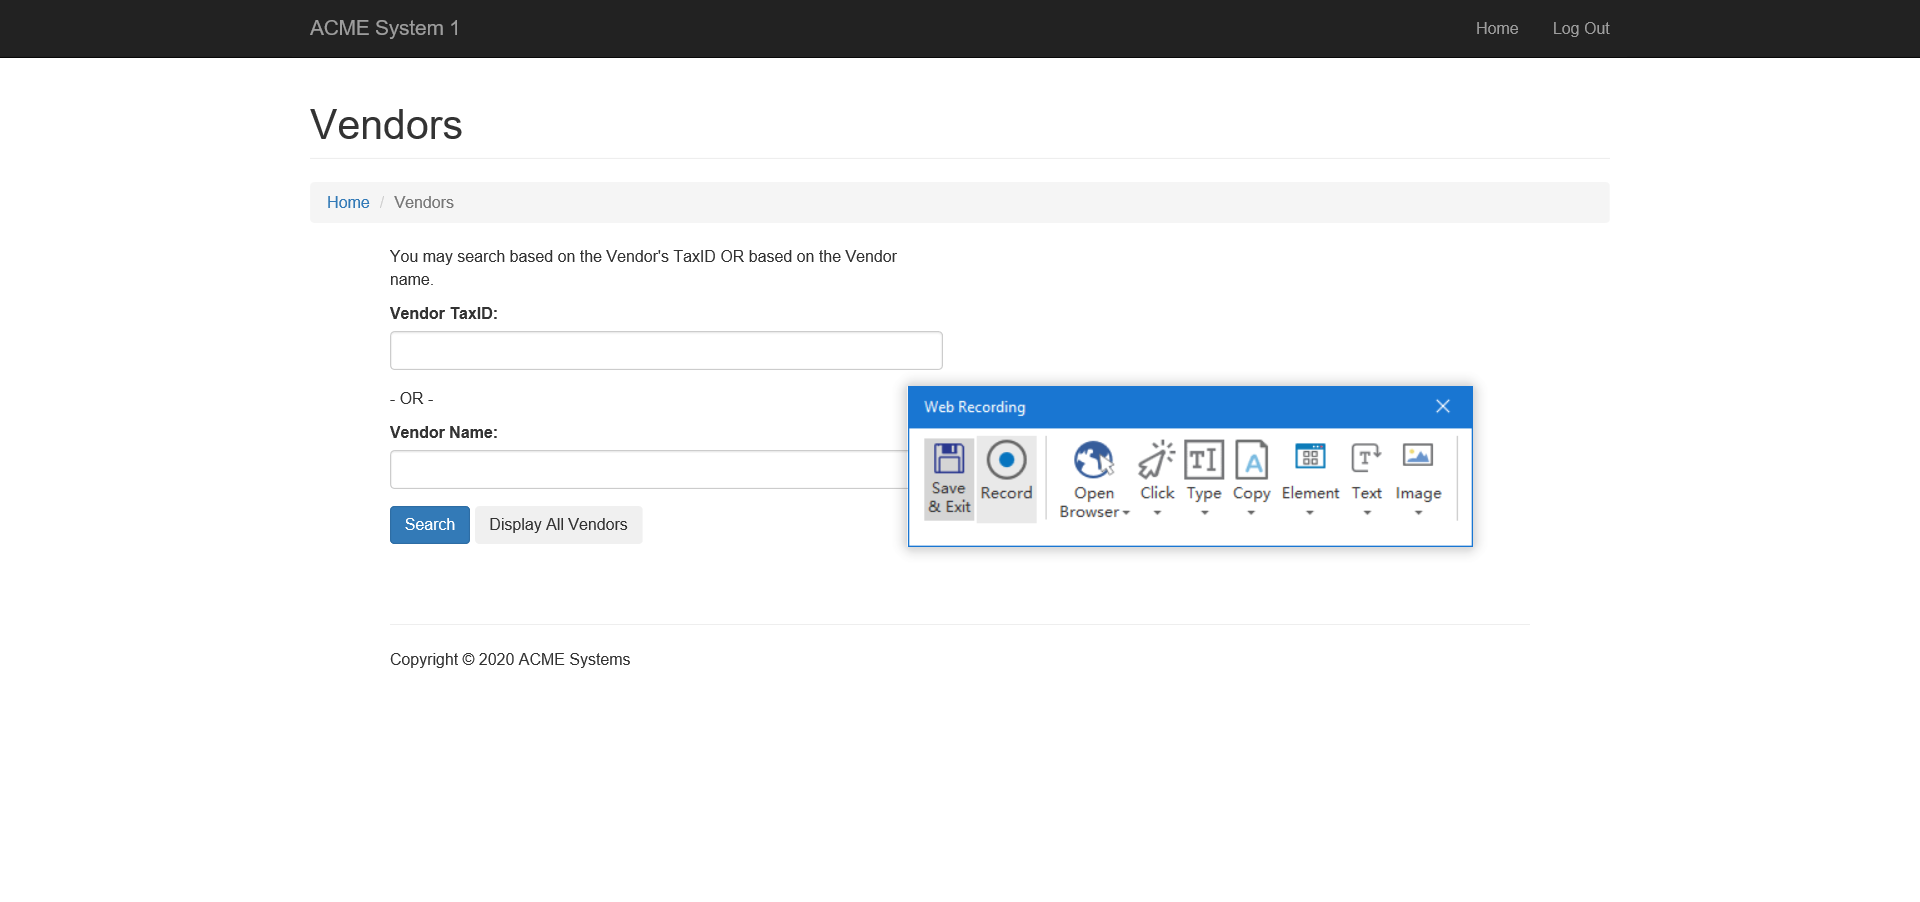 ACME System 1
Home
Log Out
Vendors
Home / Vendors
You may search based on the Vendor's TaxID OR based on the Vendor
name.
Vendor TaxID:
- OR -
Vendor Name:
Search
Display All Vendors
Web Recording
Save
& Exit
Record
Open
Browser
Click
Type
Copy
Element
Text
Image
Copyright © 2020 ACME Systems